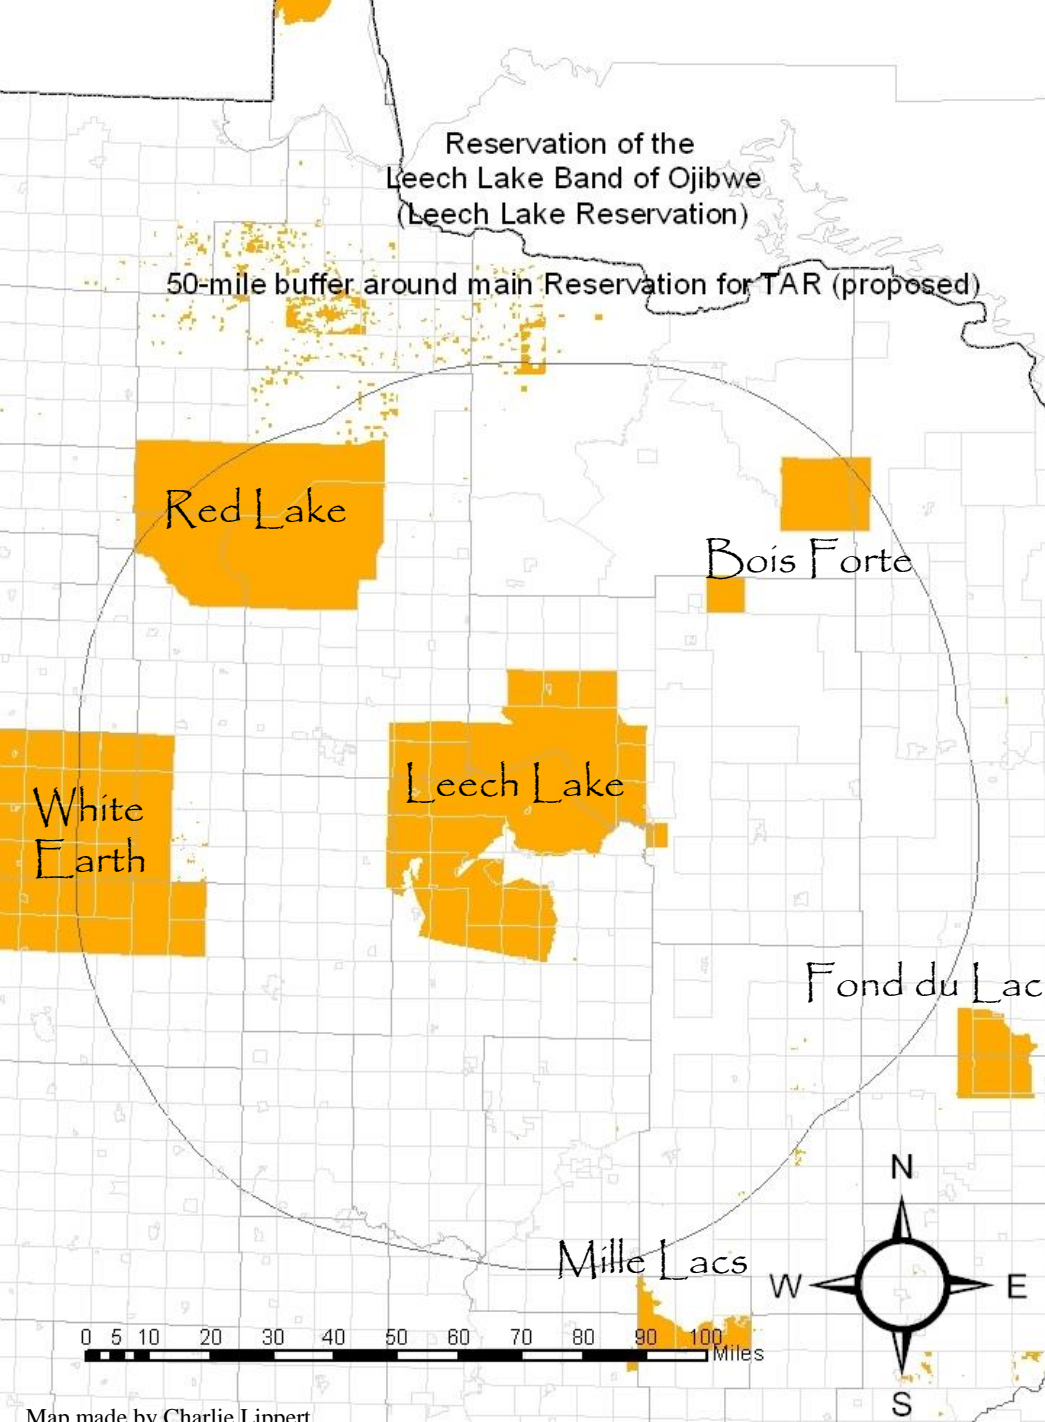 Reservation of the
Leech Lake Band of Ojibwe
(Leech Lake Reservation)
50-mile buffer around main Reservation for TAR (proposed)
Red Lake
Bois Forte
Leech Lake
White
Earth
Fond du Lac
N
Mille Lacs
W E
0 5 10 20 30 40 50 60 70 80 90 100
Miles
S
Map made by Charlie Lippert